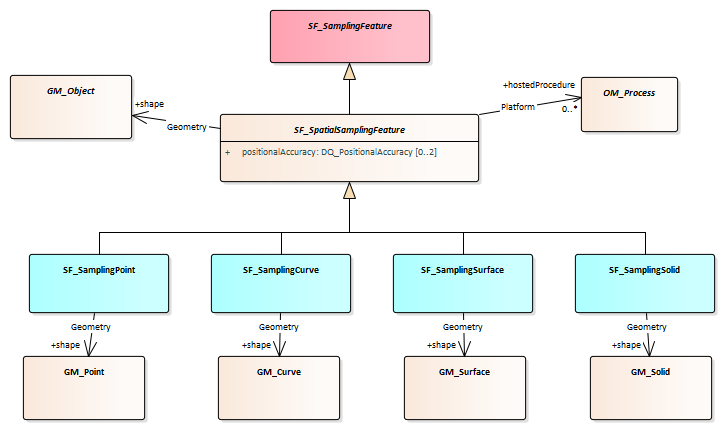 SF_SamplingFeature
GM_Object
+shape
Geometry
+hostedProcedure
Platform
0..*
OM_Process
SF_SpatialSamplingFeature
+ positionalAccuracy: DQ_PositionalAccuracy [0..2]
SF_SamplingPoint
SF_SamplingCurve
SF_SamplingSurface
SF_SamplingSolid
Geometry
Geometry
Geometry
Geometry
+shape
+shape
+shape
+shape
GM_Point
GM_Curve
GM_Surface
GM_Solid